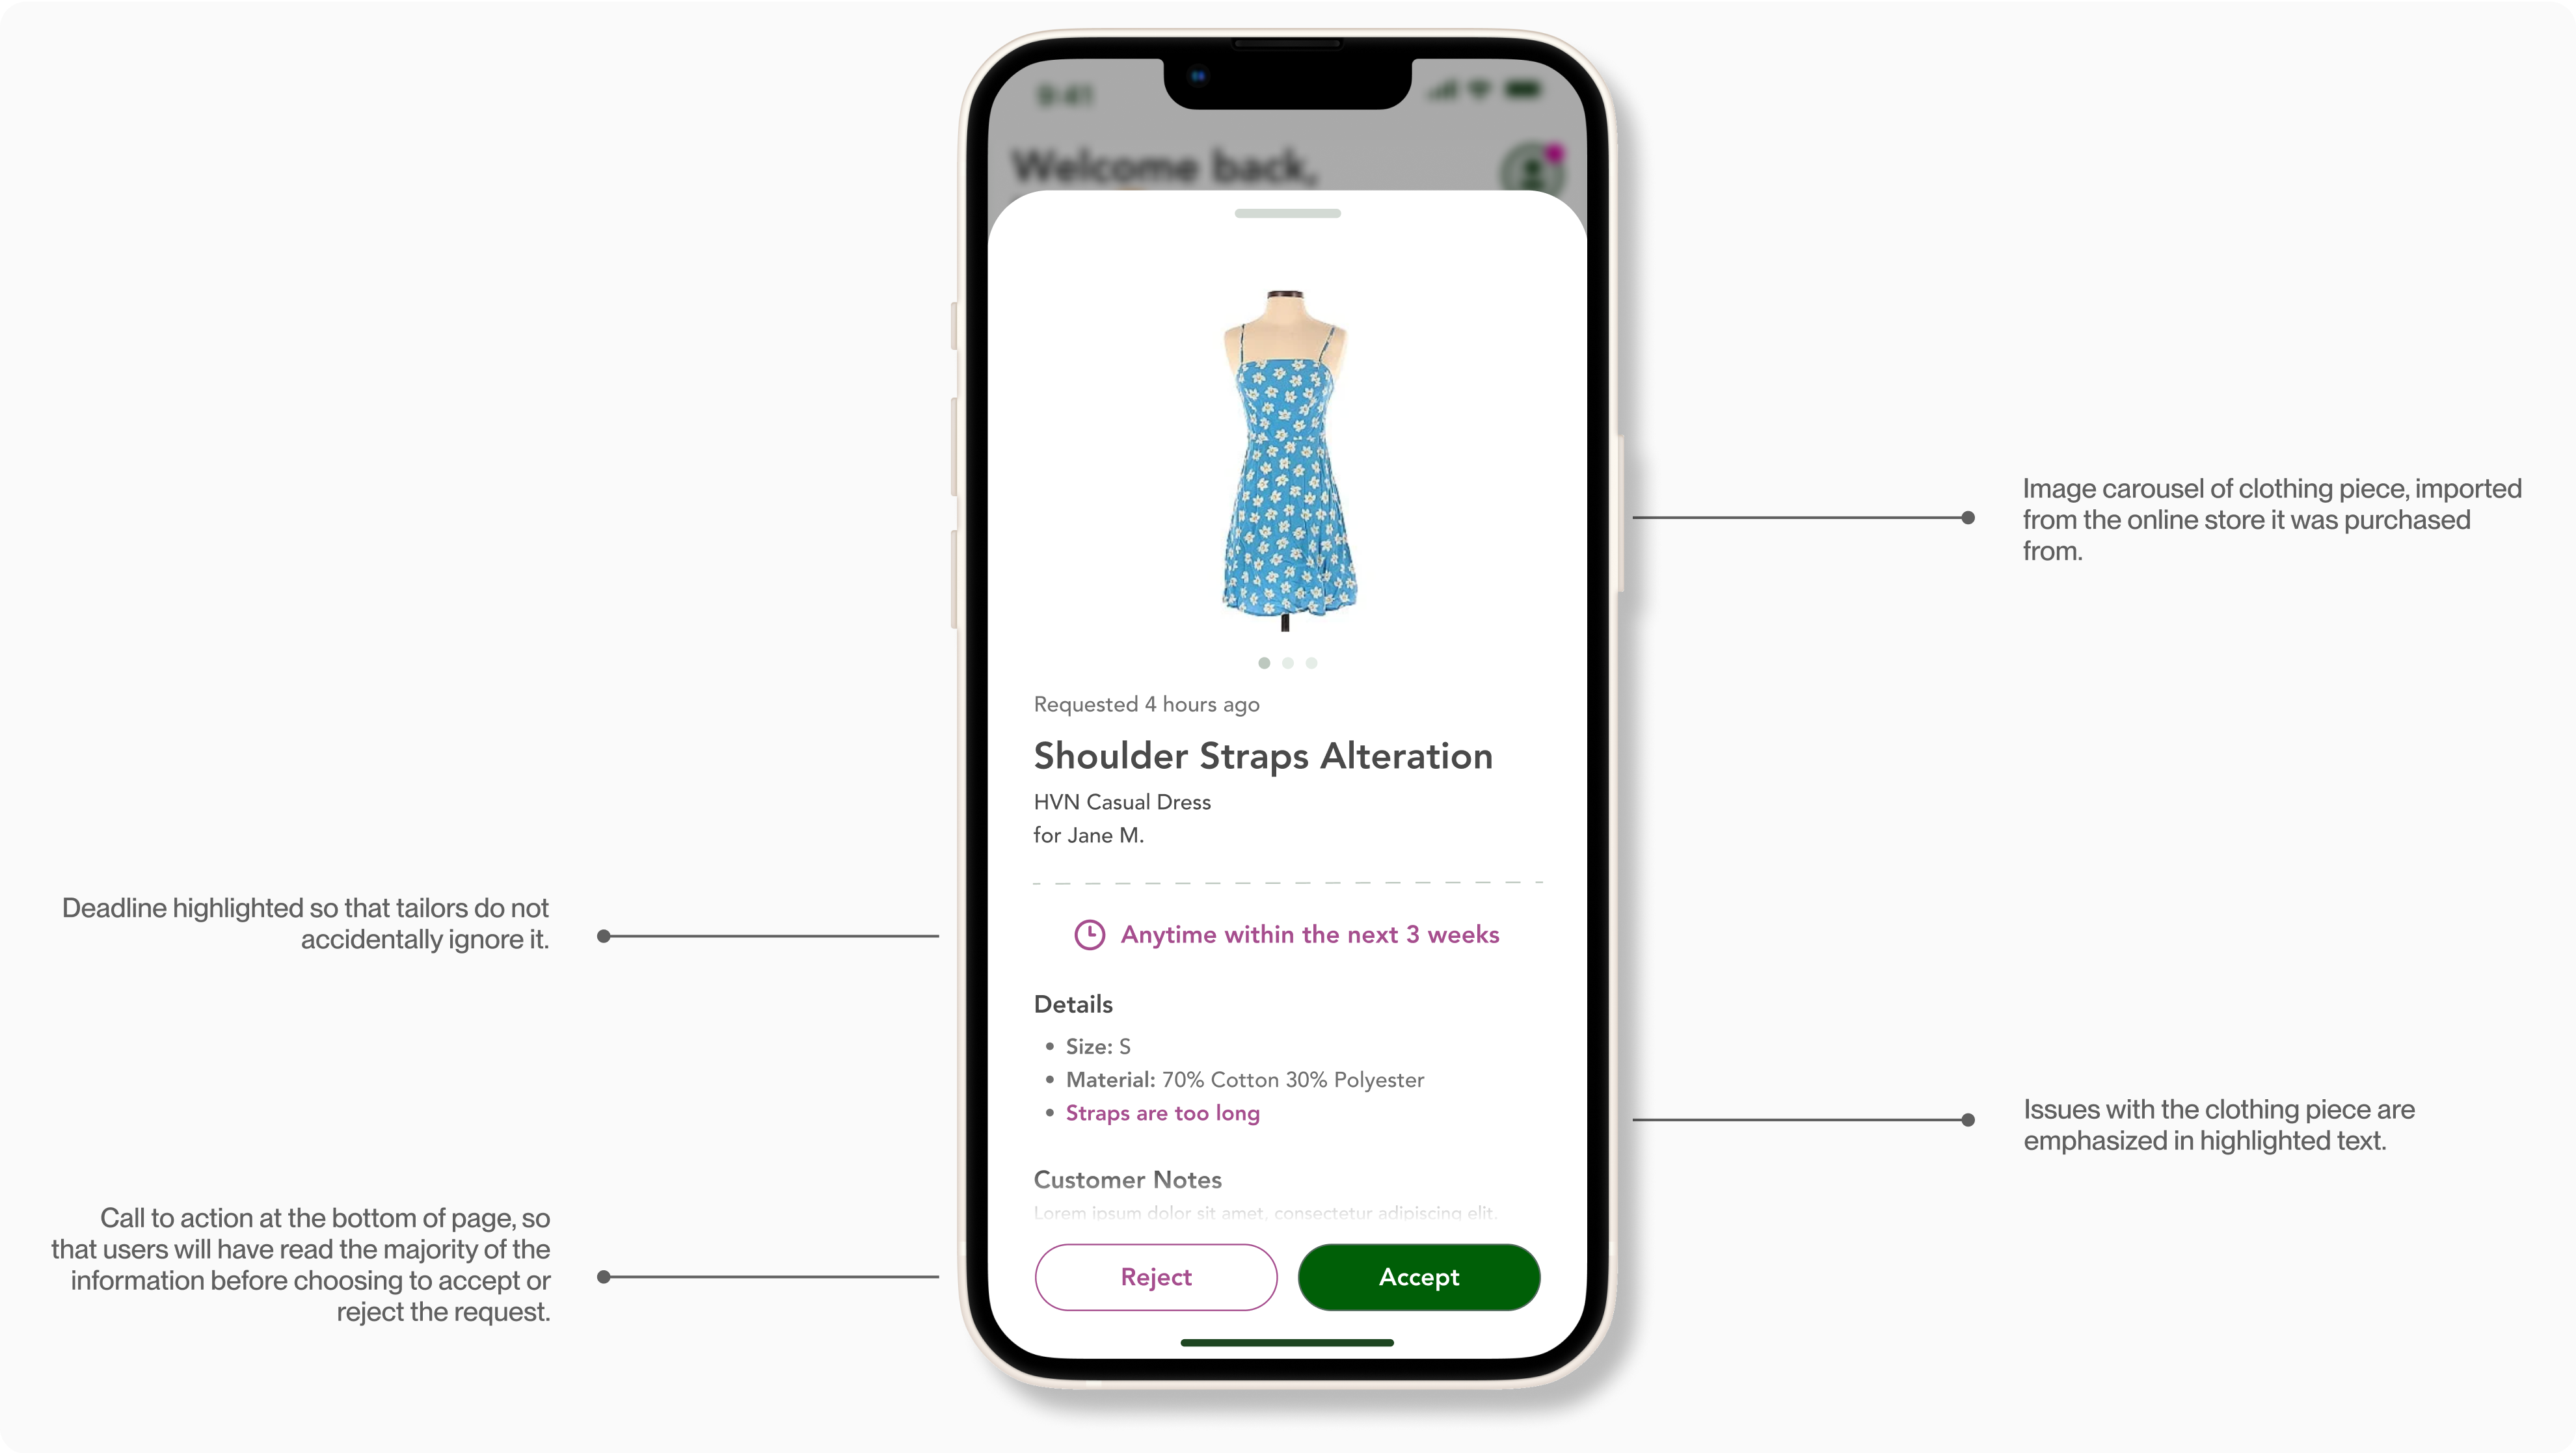 9:41
Welcome back,
Requested 4 hours ago
Shoulder Straps Alteration
HVN Casual Dress
for Jane M.
Anytime within the next 3 weeks
Details
• Size: S
• Material: 70% Cotton 30% Polyester
• Straps are too long
Customer Notes
Lorem ipsum dolor sit amet, consectetur adipiscing elit.
Reject
Accept
Deadline highlighted so that tailors do not
accidentally ignore it.
Call to action at the bottom of page, so
that users will have read the majority of the
information before choosing to accept or
reject the request.
Image carousel of clothing piece, imported
from the online store it was purchased
from.
Issues with the clothing piece are
emphasized in highlighted text.